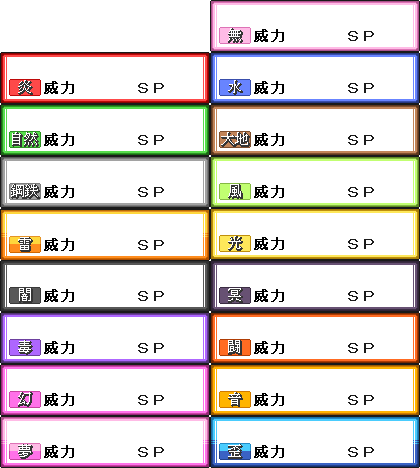 無 威力 ＳＰ
炎 威力 ＳＰ
水 威力 ＳＰ
自然 威力 ＳＰ
大地 威力 ＳＰ
鋼鉄 威力 ＳＰ
風 威力 ＳＰ
雷 威力 ＳＰ
光 威力 ＳＰ
闇 威力 ＳＰ
冥 威力 ＳＰ
毒 威力 ＳＰ
闘 威力 ＳＰ
幻 威力 ＳＰ
音 威力 ＳＰ
夢 威力 ＳＰ
歪 威力 ＳＰ